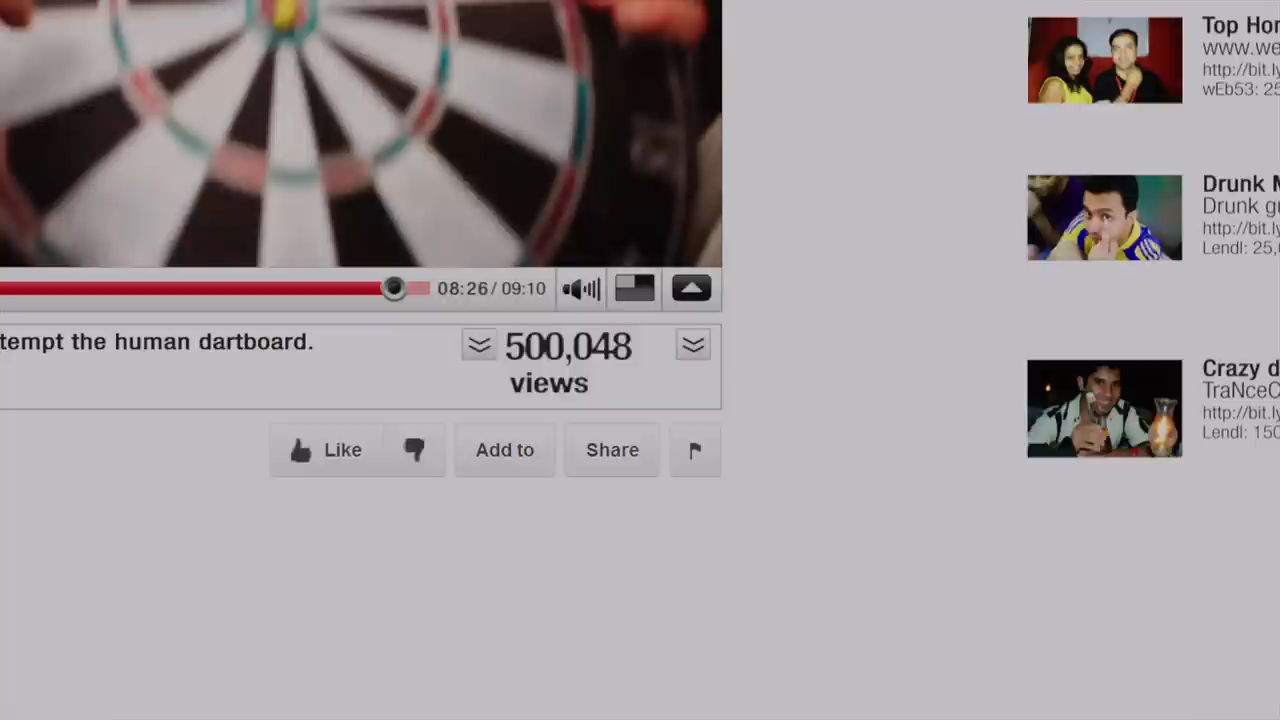 08:26 / 09:10
tempt the human dartboard.
500,048
views
Like
Add to
Share
Top Hor
www.we
http://bit.ly
wEb53: 25
Drunk M
Drunk gu
http://bit.ly
Lendl: 25,
Crazy d
TraNceC
http://bit.ly
Lendl: 150